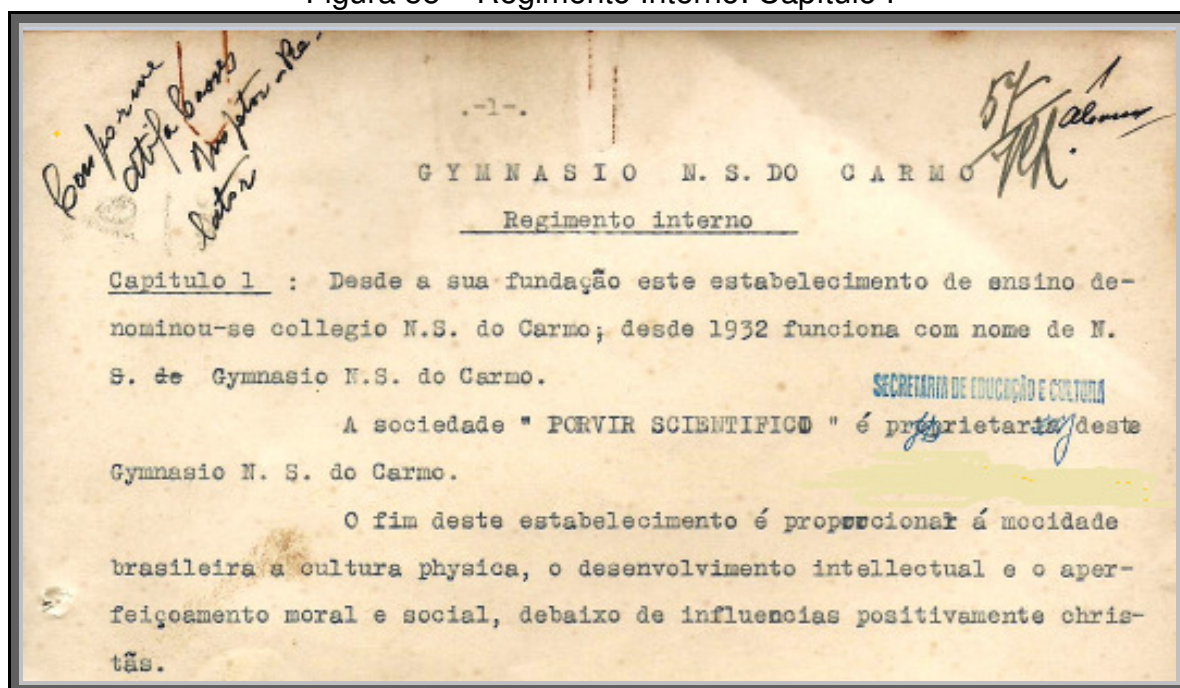 Figura 38 – Regimento Interno: Capítulo I
Conforme
.-1-.
GYMNASIO N. S. DO CARMO
Regimento interno
Capitulo 1 : Desde a sua fundação este estabelecimento de ensino de-
nominou-se collegio N.S. do Carmo; desde 1932 funciona com nome de N.
S. de Gymnasio N.S. do Carmo.
SECRETARIA DE EDUCAÇÃO E CULTURA
A sociedade " PORVIR SCIENTIFICO " é proprietaria deste
Gymnasio N. S. do Carmo.
O fim deste estabelecimento é proporcionar á mocidade
brasileira a cultura physica, o desenvolvimento intellectual e o aper-
feiçoamento moral e social, debaixo de influencias positivamente chris-
tãs.